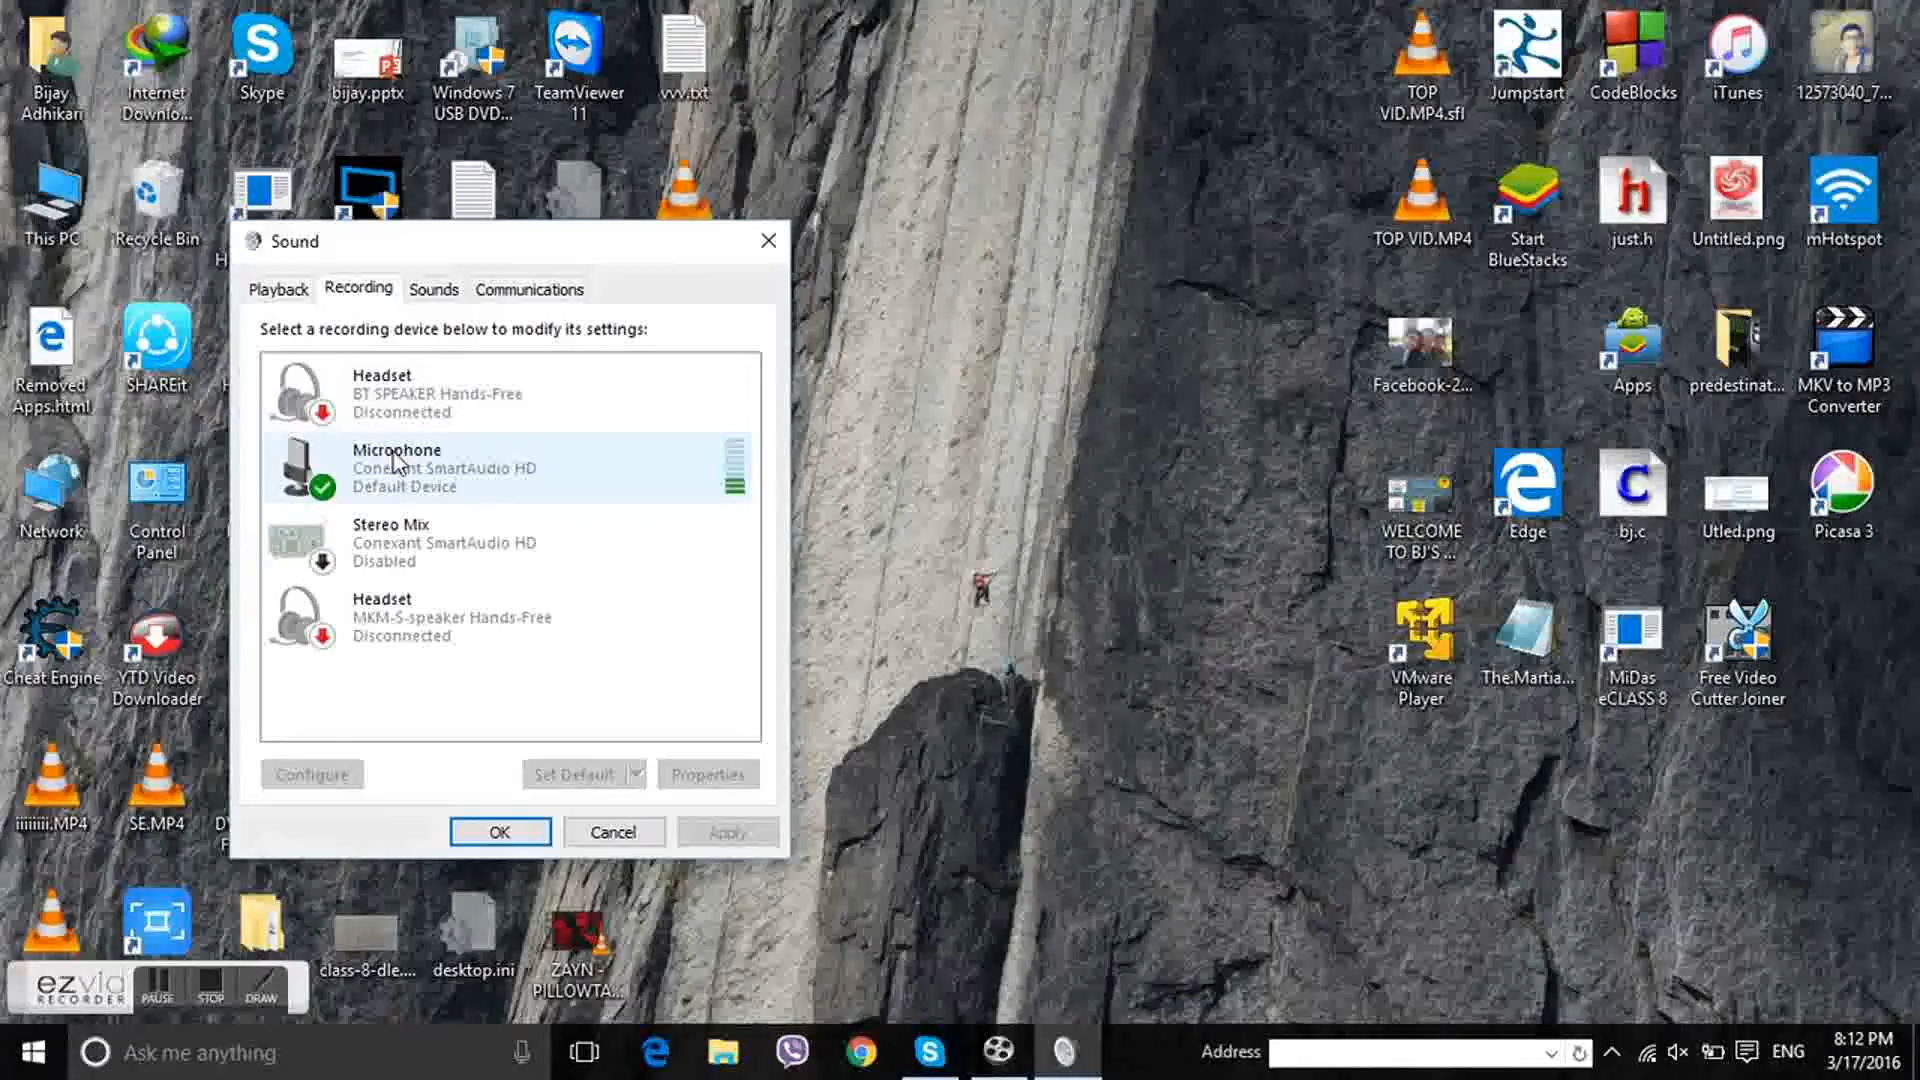 Bijay
Adhikari
Internet
Downlo...
Skype
bijay.pptx
Windows 7
USB DVD...
TeamViewer
11
vvv.txt
TOP
VID.MP4.sfl
Jumpstart
CodeBlocks
iTunes
12573040_7...
This PC
Recycle Bin
TOP VID.MP4
Start
BlueStacks
just.h
Untitled.png
mHotspot
Sound
Playback
Recording
Sounds
Communications
Select a recording device below to modify its settings:
Headset
BT SPEAKER Hands-Free
Disconnected
Microphone
Conexant SmartAudio HD
Default Device
Stereo Mix
Conexant SmartAudio HD
Disabled
Headset
MKM-S-speaker Hands-Free
Disconnected
Configure
Set Default
Properties
OK
Cancel
Apply
Removed
Apps.html
SHAREit
Facebook-2...
Apps
predestinat...
MKV to MP3
Converter
Network
Control
Panel
WELCOME
TO BJ'S ...
Edge
bj.c
Utled.png
Picasa 3
Cheat Engine
YTD Video
Downloader
VMware
Player
The.Martia...
MiDas
eCLASS 8
Free Video
Cutter Joiner
iiiiiiii.MP4
SE.MP4
class-8-dle....
desktop.ini
ZAYN -
PILLOWTA...
ezvid
RECORDER
PAUSE
STOP
DRAW
Ask me anything
Address
ENG
8:12 PM
3/17/2016